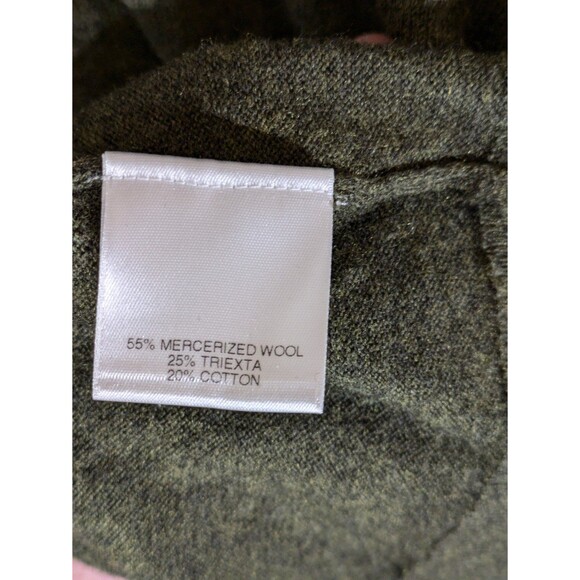 55% MERCERIZED WOOL
25% TRIEXTA
20% COTTON